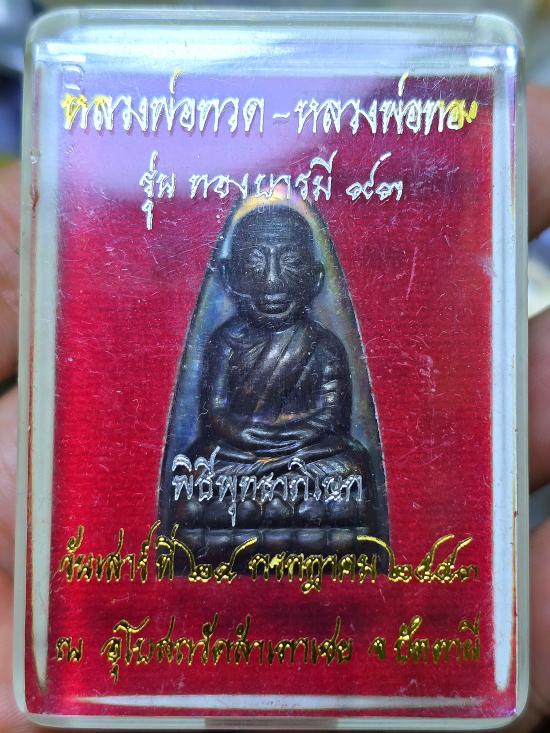 หลวงพ่อทวด - หลวงพ่อทอง
รุ่น ทองบารมี ๙๓
พิธีพุทธาภิเษก
วันเสาร์ที่ ๒๔ กรกฎาคม ๒๕๕๓
ณ อุโบสถวัดสำเภาเชย จ.ปัตตานี